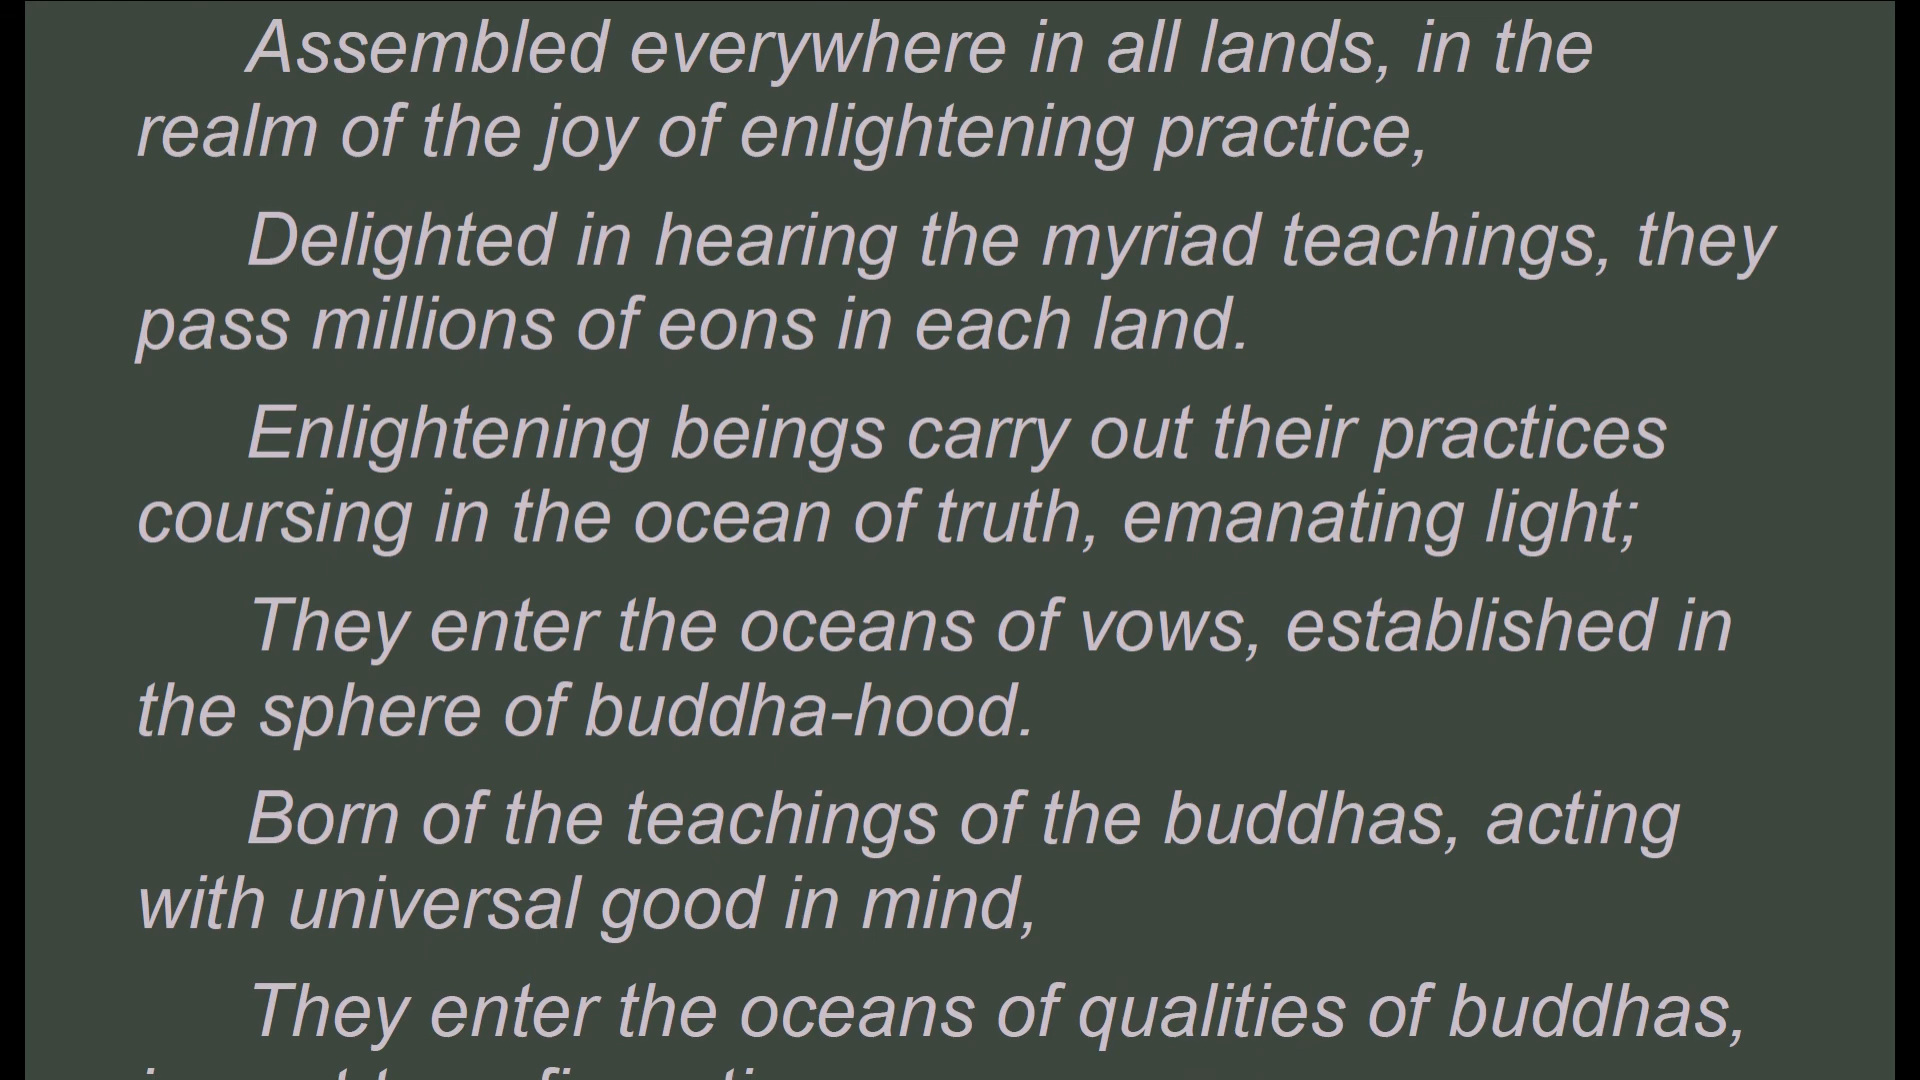 Assembled everywhere in all lands, in the
realm of the joy of enlightening practice,
Delighted in hearing the myriad teachings, they
pass millions of eons in each land.
Enlightening beings carry out their practices
coursing in the ocean of truth, emanating light;
They enter the oceans of vows, established in
the sphere of buddha-hood.
Born of the teachings of the buddhas, acting
with universal good in mind,
They enter the oceans of qualities of buddhas,